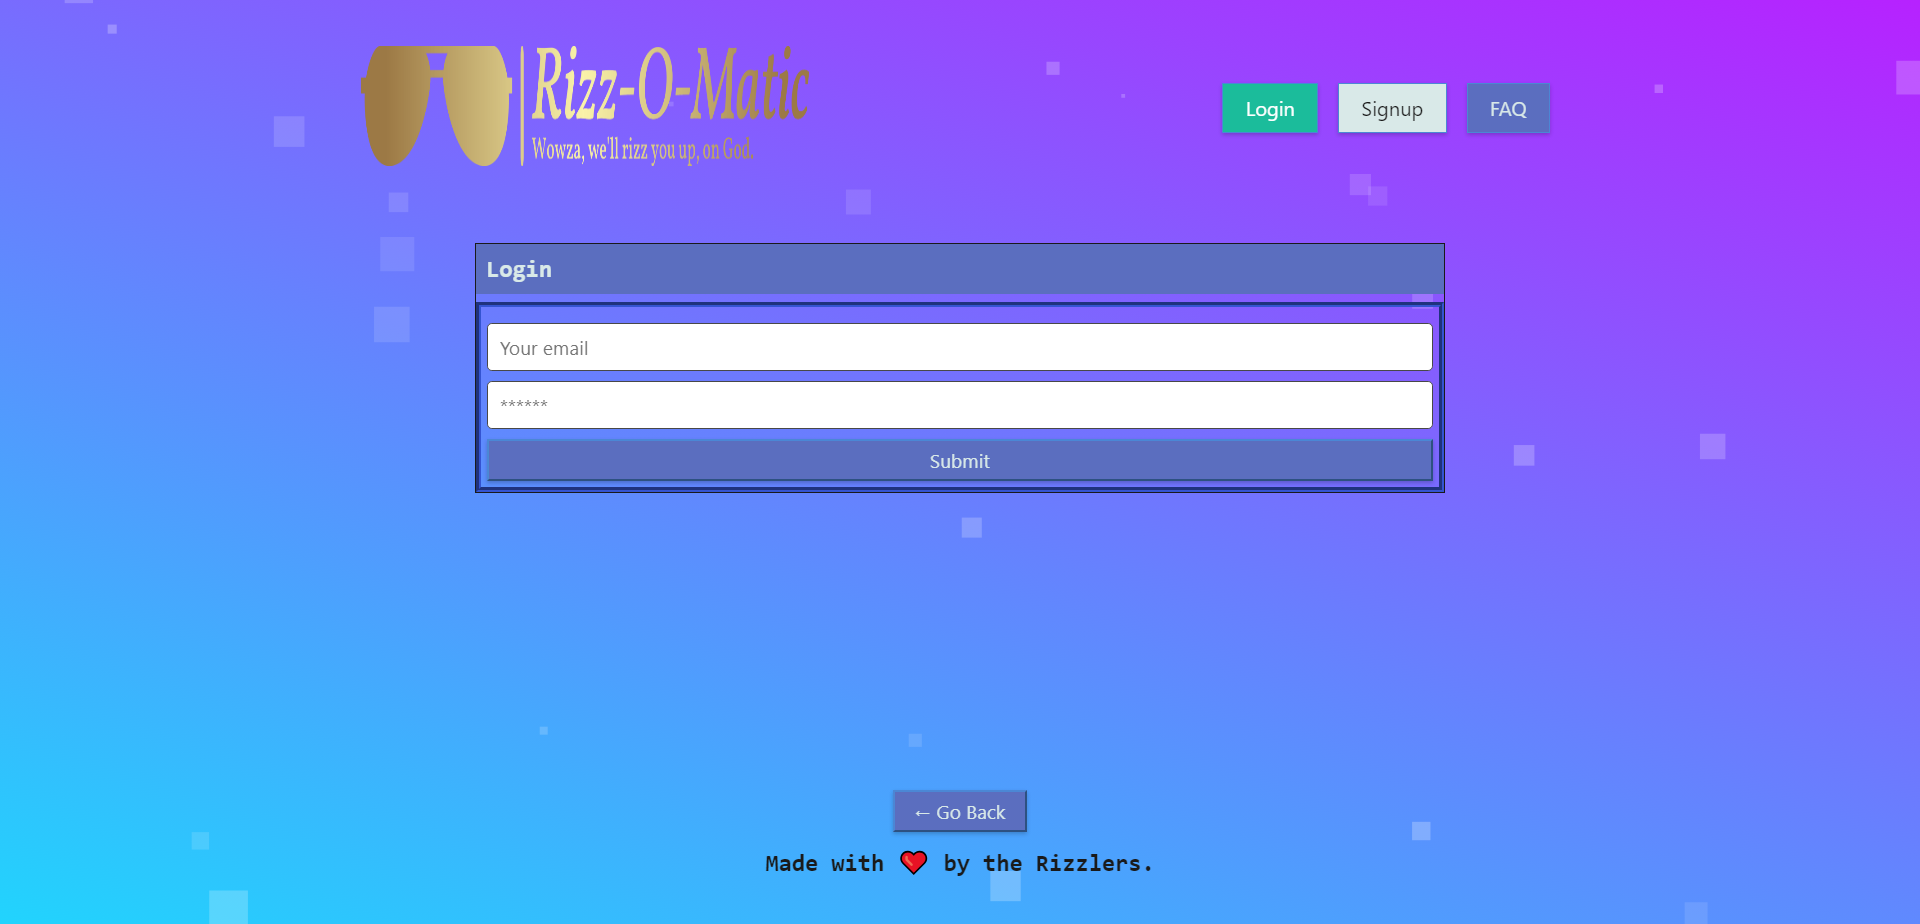 Rizz-O-Matic
Wowza, we'll rizz you up, on God.
Login
Signup
FAQ
Login
Your email
******
Submit
← Go Back
Made with ❤️ by the Rizzlers.